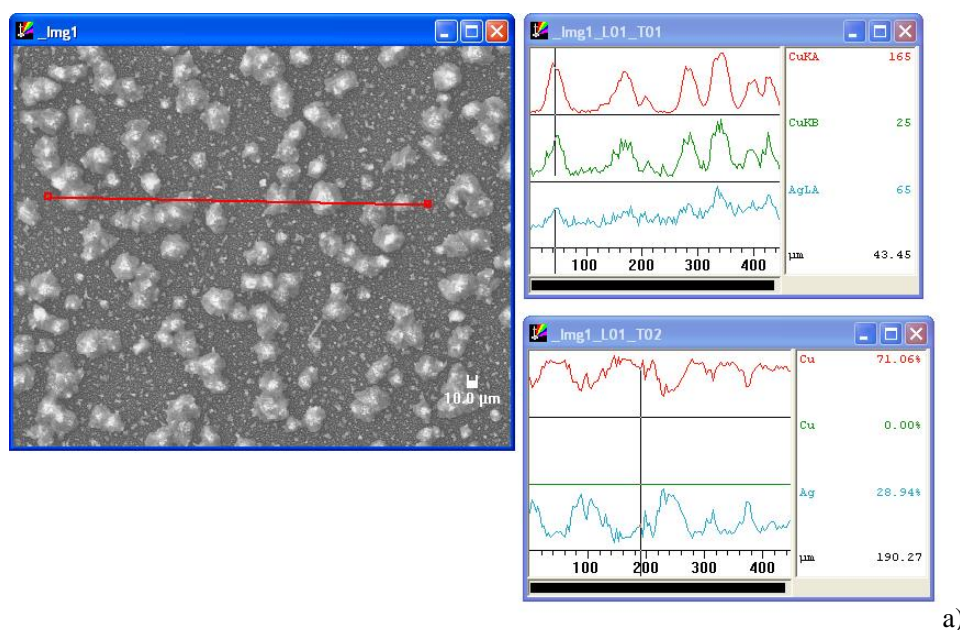 _Img1
10.0 µm
_Img1_L01_T01
CuKA 165
CuKB 25
AgLA 65
µm 43.45
100 200 300 400
_Img1_L01_T02
Cu 71.06%
Cu 0.00%
Ag 28.94%
µm 190.27
100 200 300 400
a)